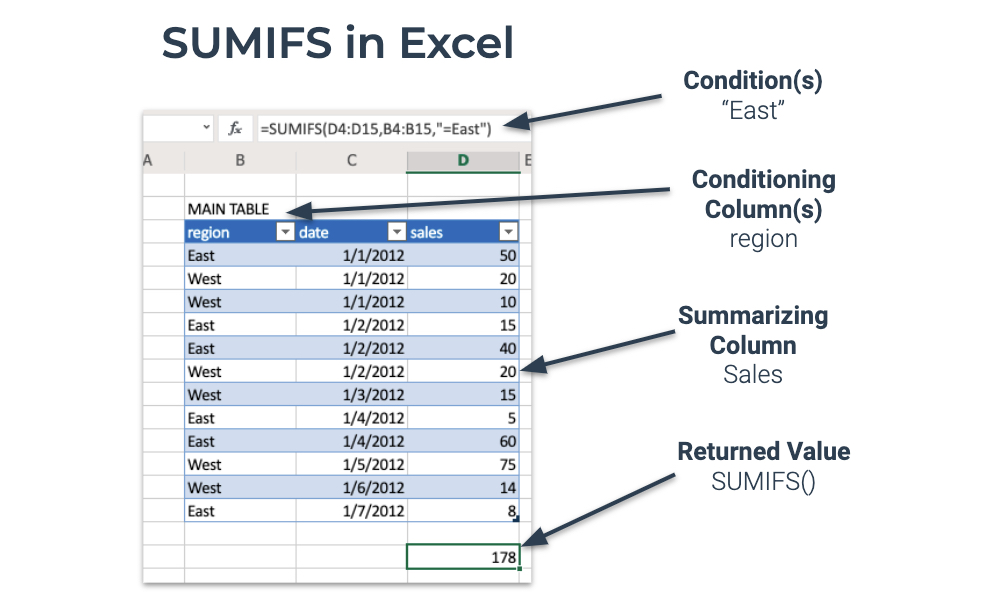 SUMIFS in Excel
Condition(s)
“East”
fx =SUMIFS(D4:D15,B4:B15,"=East")
A B C D E
Conditioning
Column(s)
region
MAIN TABLE
region date sales
East 1/1/2012 50
West 1/1/2012 20
West 1/1/2012 10
East 1/2/2012 15
East 1/2/2012 40
West 1/2/2012 20
West 1/3/2012 15
East 1/4/2012 5
East 1/4/2012 60
West 1/5/2012 75
West 1/6/2012 14
East 1/7/2012 8
178
Summarizing
Column
Sales
Returned Value
SUMIFS()